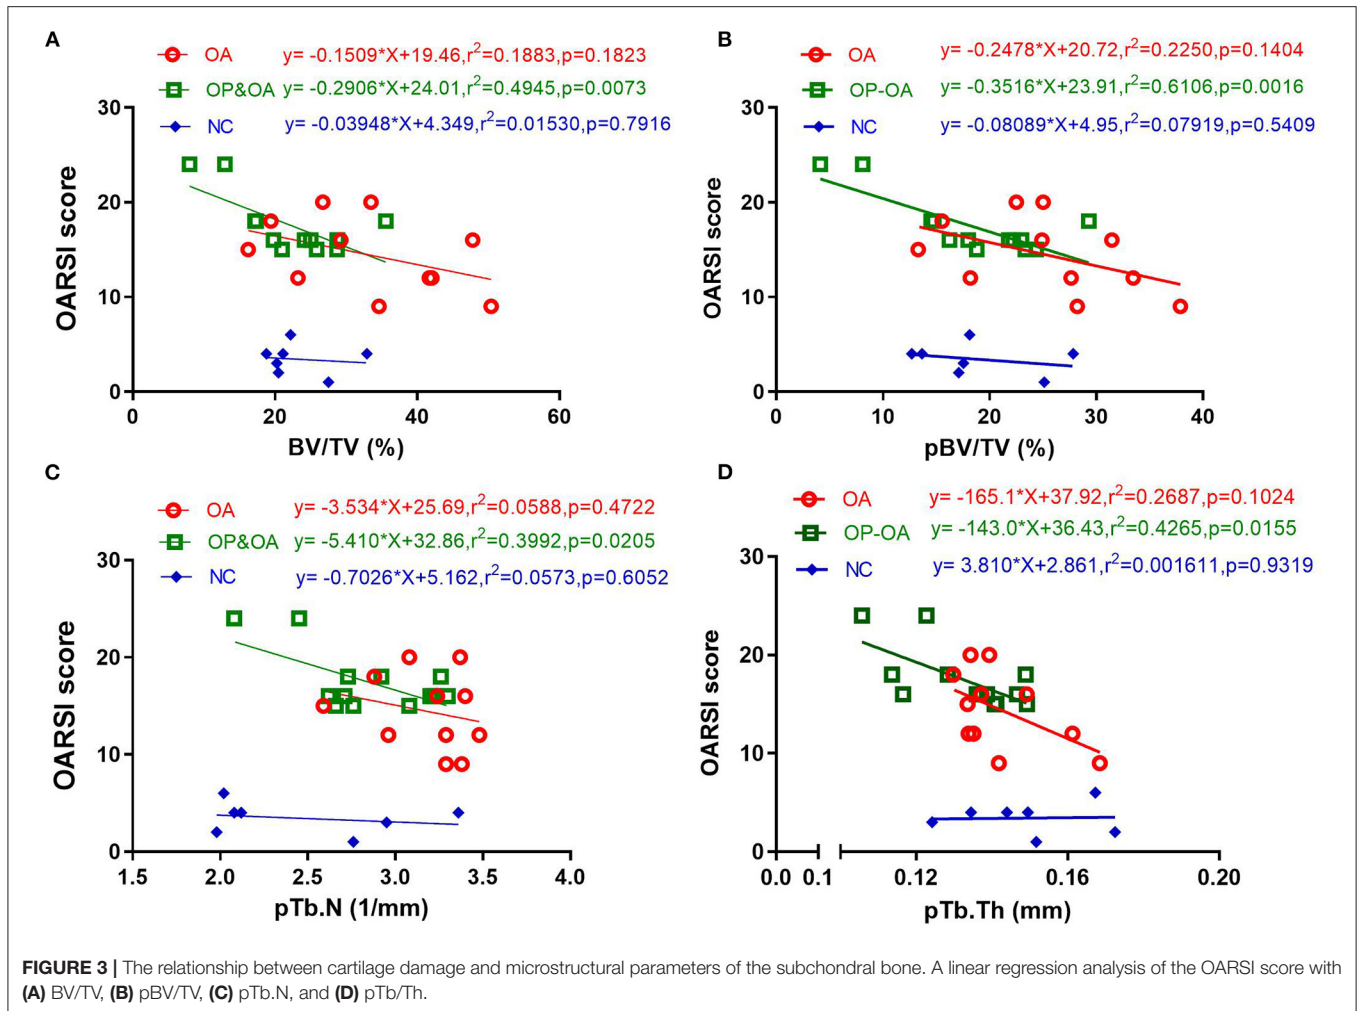 A
OA y= -0.1509*X+19.46,r2=0.1883,p=0.1823
OP&OA y= -0.2906*X+24.01,r2=0.4945,p=0.0073
NC y= -0.03948*X+4.349,r2=0.01530,p=0.7916
30
20
10
0
OARSI score
0 20 40 60
BV/TV (%)
B
OA y= -0.2478*X+20.72,r2=0.2250,p=0.1404
OP-OA y= -0.3516*X+23.91,r2=0.6106,p=0.0016
NC y= -0.08089*X+4.95,r2=0.07919,p=0.5409
30
20
10
0
OARSI score
0 10 20 30 40
pBV/TV (%)
C
OA y= -3.534*X+25.69,r2=0.0588,p=0.4722
OP&OA y= -5.410*X+32.86,r2=0.3992,p=0.0205
NC y= -0.7026*X+5.162,r2=0.0573,p=0.6052
30
20
10
0
OARSI score
1.5 2.0 2.5 3.0 3.5 4.0
pTb.N (1/mm)
D
OA y= -165.1*X+37.92,r2=0.2687,p=0.1024
OP-OA y= -143.0*X+36.43,r2=0.4265,p=0.0155
NC y= 3.810*X+2.861,r2=0.001611,p=0.9319
30
20
10
0
OARSI score
0.0 0.1 0.12 0.16 0.20
pTb.Th (mm)
FIGURE 3 | The relationship between cartilage damage and microstructural parameters of the subchondral bone. A linear regression analysis of the OARSI score with
(A) BV/TV, (B) pBV/TV, (C) pTb.N, and (D) pTb/Th.